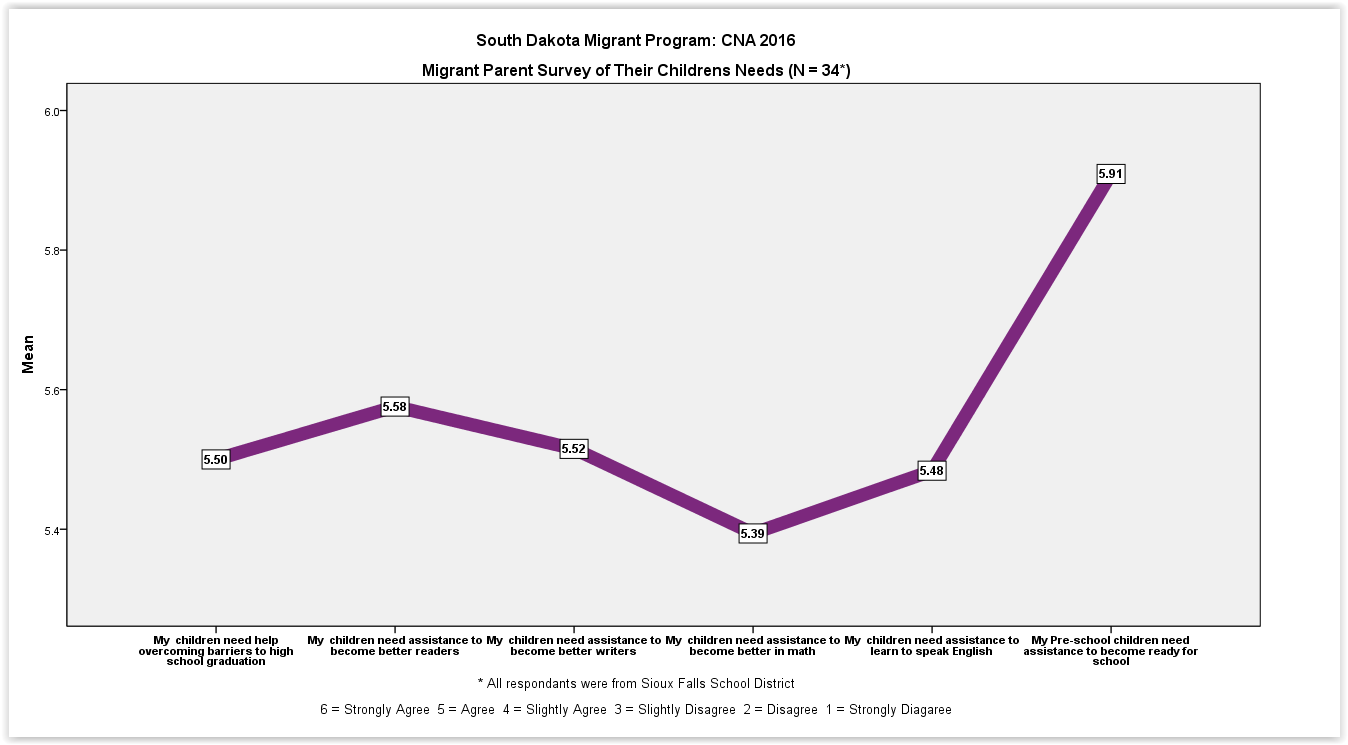 South Dakota Migrant Program: CNA 2016
Migrant Parent Survey of Their Childrens Needs (N = 34*)
6.0
5.8
5.6
5.4
Mean
5.50
5.58
5.52
5.39
5.48
5.91
My children need help
overcoming barriers to high
school graduation
My children need assistance to
become better readers
My children need assistance to
become better writers
My children need assistance to
become better in math
My children need assistance to
learn to speak English
My Pre-school children need
assistance to become ready for
school
* All respondants were from Sioux Falls School District
6 = Strongly Agree 5 = Agree 4 = Slightly Agree 3 = Slightly Disagree 2 = Disagree 1 = Strongly Diagaree